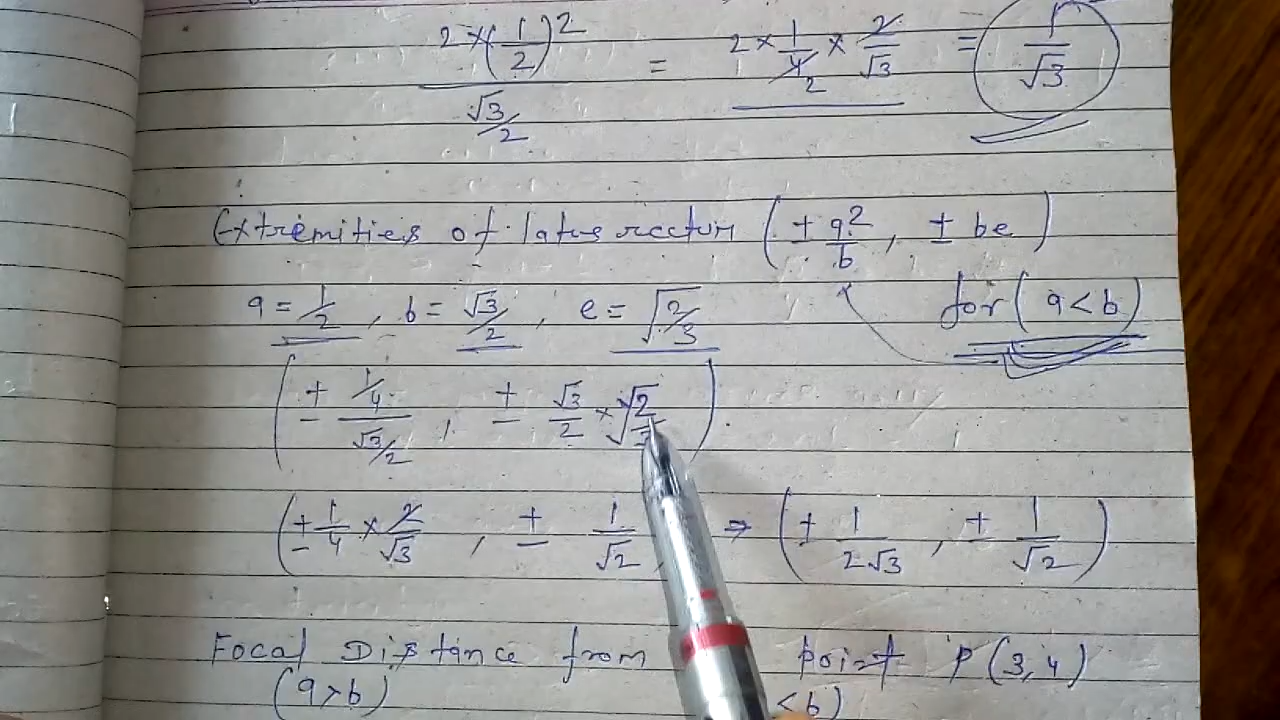 2×(1/2)² / √3/2 = 2 × 1/4 2 × 2/√3 = 1/√3
Extremities of latus rectum (± a²/b, ± be)
a = 1/2, b = √3/2, e = √2/3 for (a<b)
(± 1/4 / √3/2, ± √3/2 × √2)
(± 1/4 × 2/√3, ± 1/√2 ⇒ (± 1/2√3, ± 1/√2)
Focal Distance from point P(3,4)
(a>b) <b)